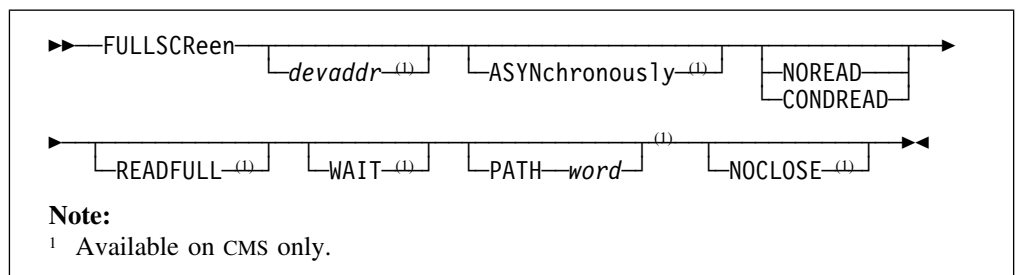 ►►──FULLSCReen──┬─────────────┬──┬────────────────────┬──┬──────────┬──►
└─devaddr─(1)─┘ └─ASYNchronously─(1)─┘ ├─NOREAD───┤
└─CONDREAD─┘
►──┬──────────────┬──┬──────────┬──┬────────────┬─(1)──┬─────────────┬──►◄
└─READFULL─(1)─┘ └─WAIT─(1)─┘ └─PATH──word─┘ └─NOCLOSE─(1)─┘
Note:
1 Available on CMS only.